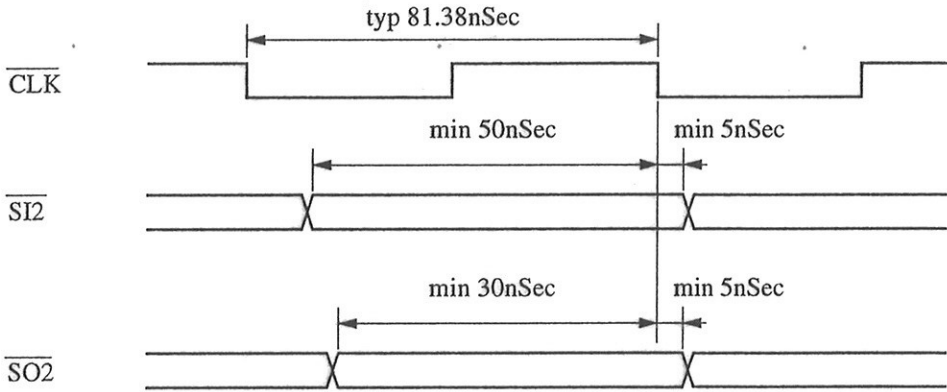 typ 81.38nSec
CLK
min 50nSec min 5nSec
SI2
min 30nSec min 5nSec
SO2